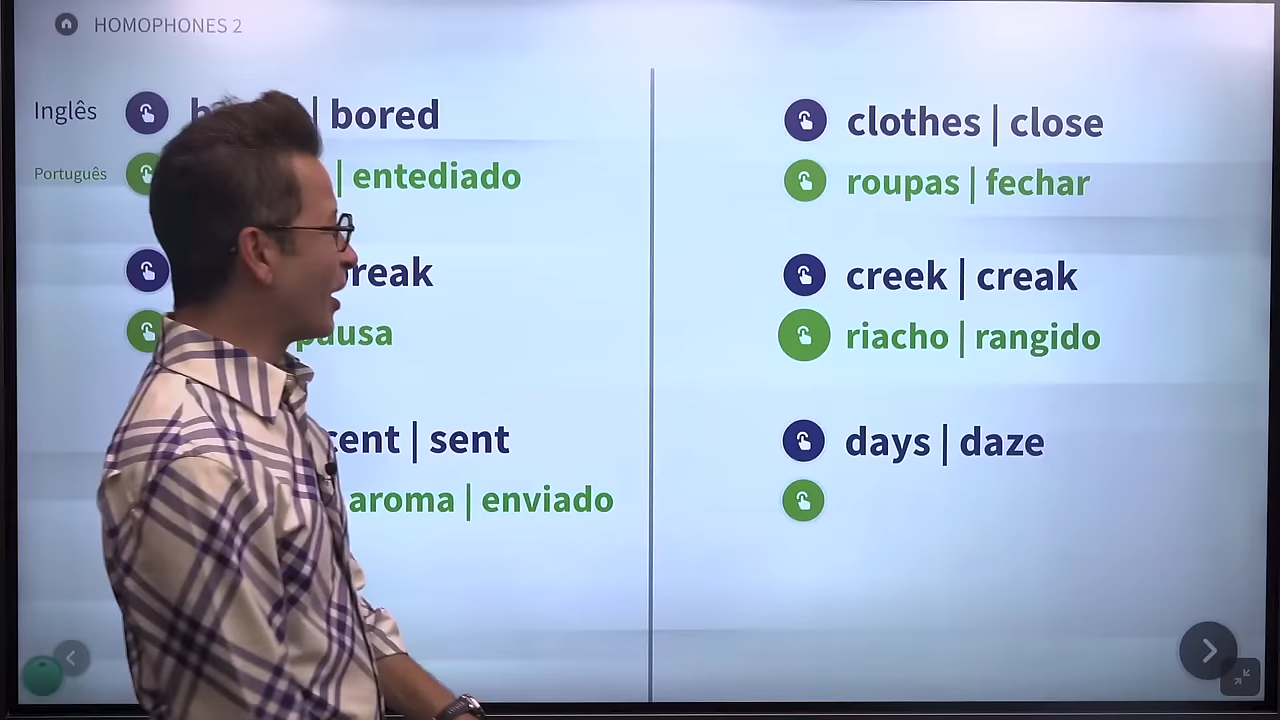 HOMOPHONES 2
Inglês | bored
Português | entediado
pausa
cent | sent
aroma | enviado
clothes | close
roupas | fechar
creek | creak
riacho | rangido
days | daze